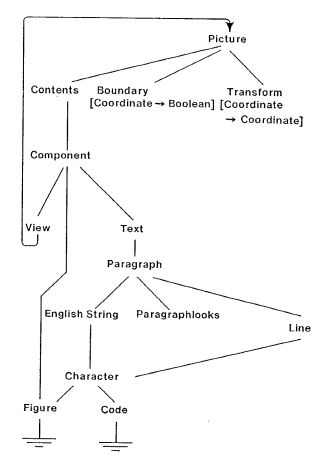 Picture
Contents
Boundary
[Coordinate → Boolean]
Transform
[Coordinate
→ Coordinate]
Component
View
Text
Paragraph
English String
Paragraphlooks
Line
Character
Figure
Code